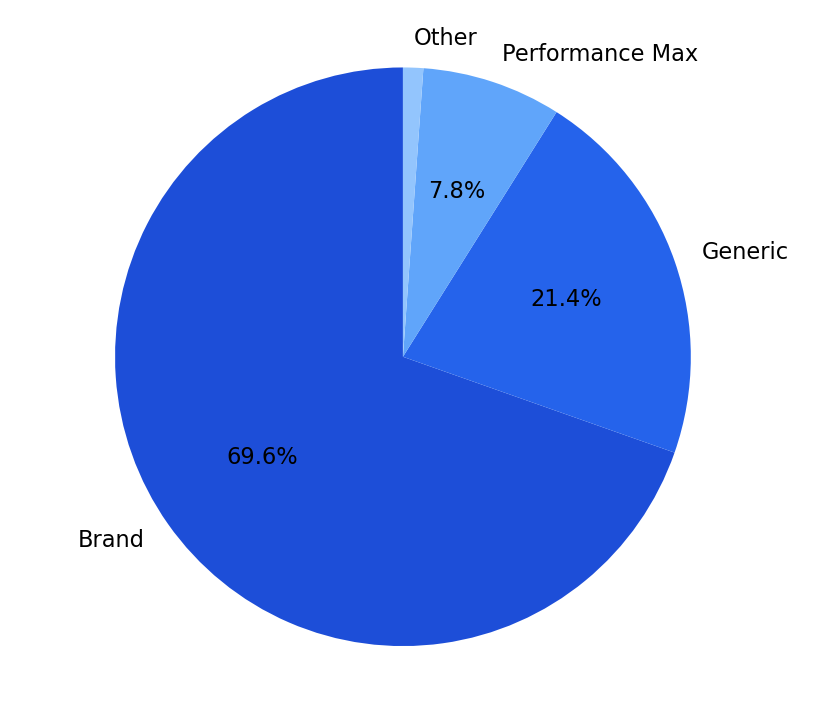 Other
Performance Max
7.8%
Generic
21.4%
69.6%
Brand